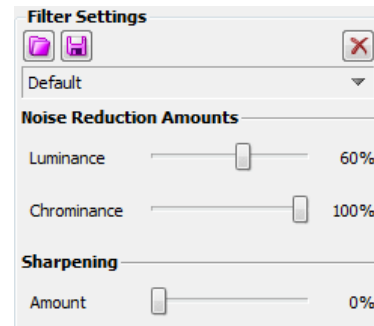 Filter Settings
Default
Noise Reduction Amounts
Luminance 60%
Chrominance 100%
Sharpening
Amount 0%